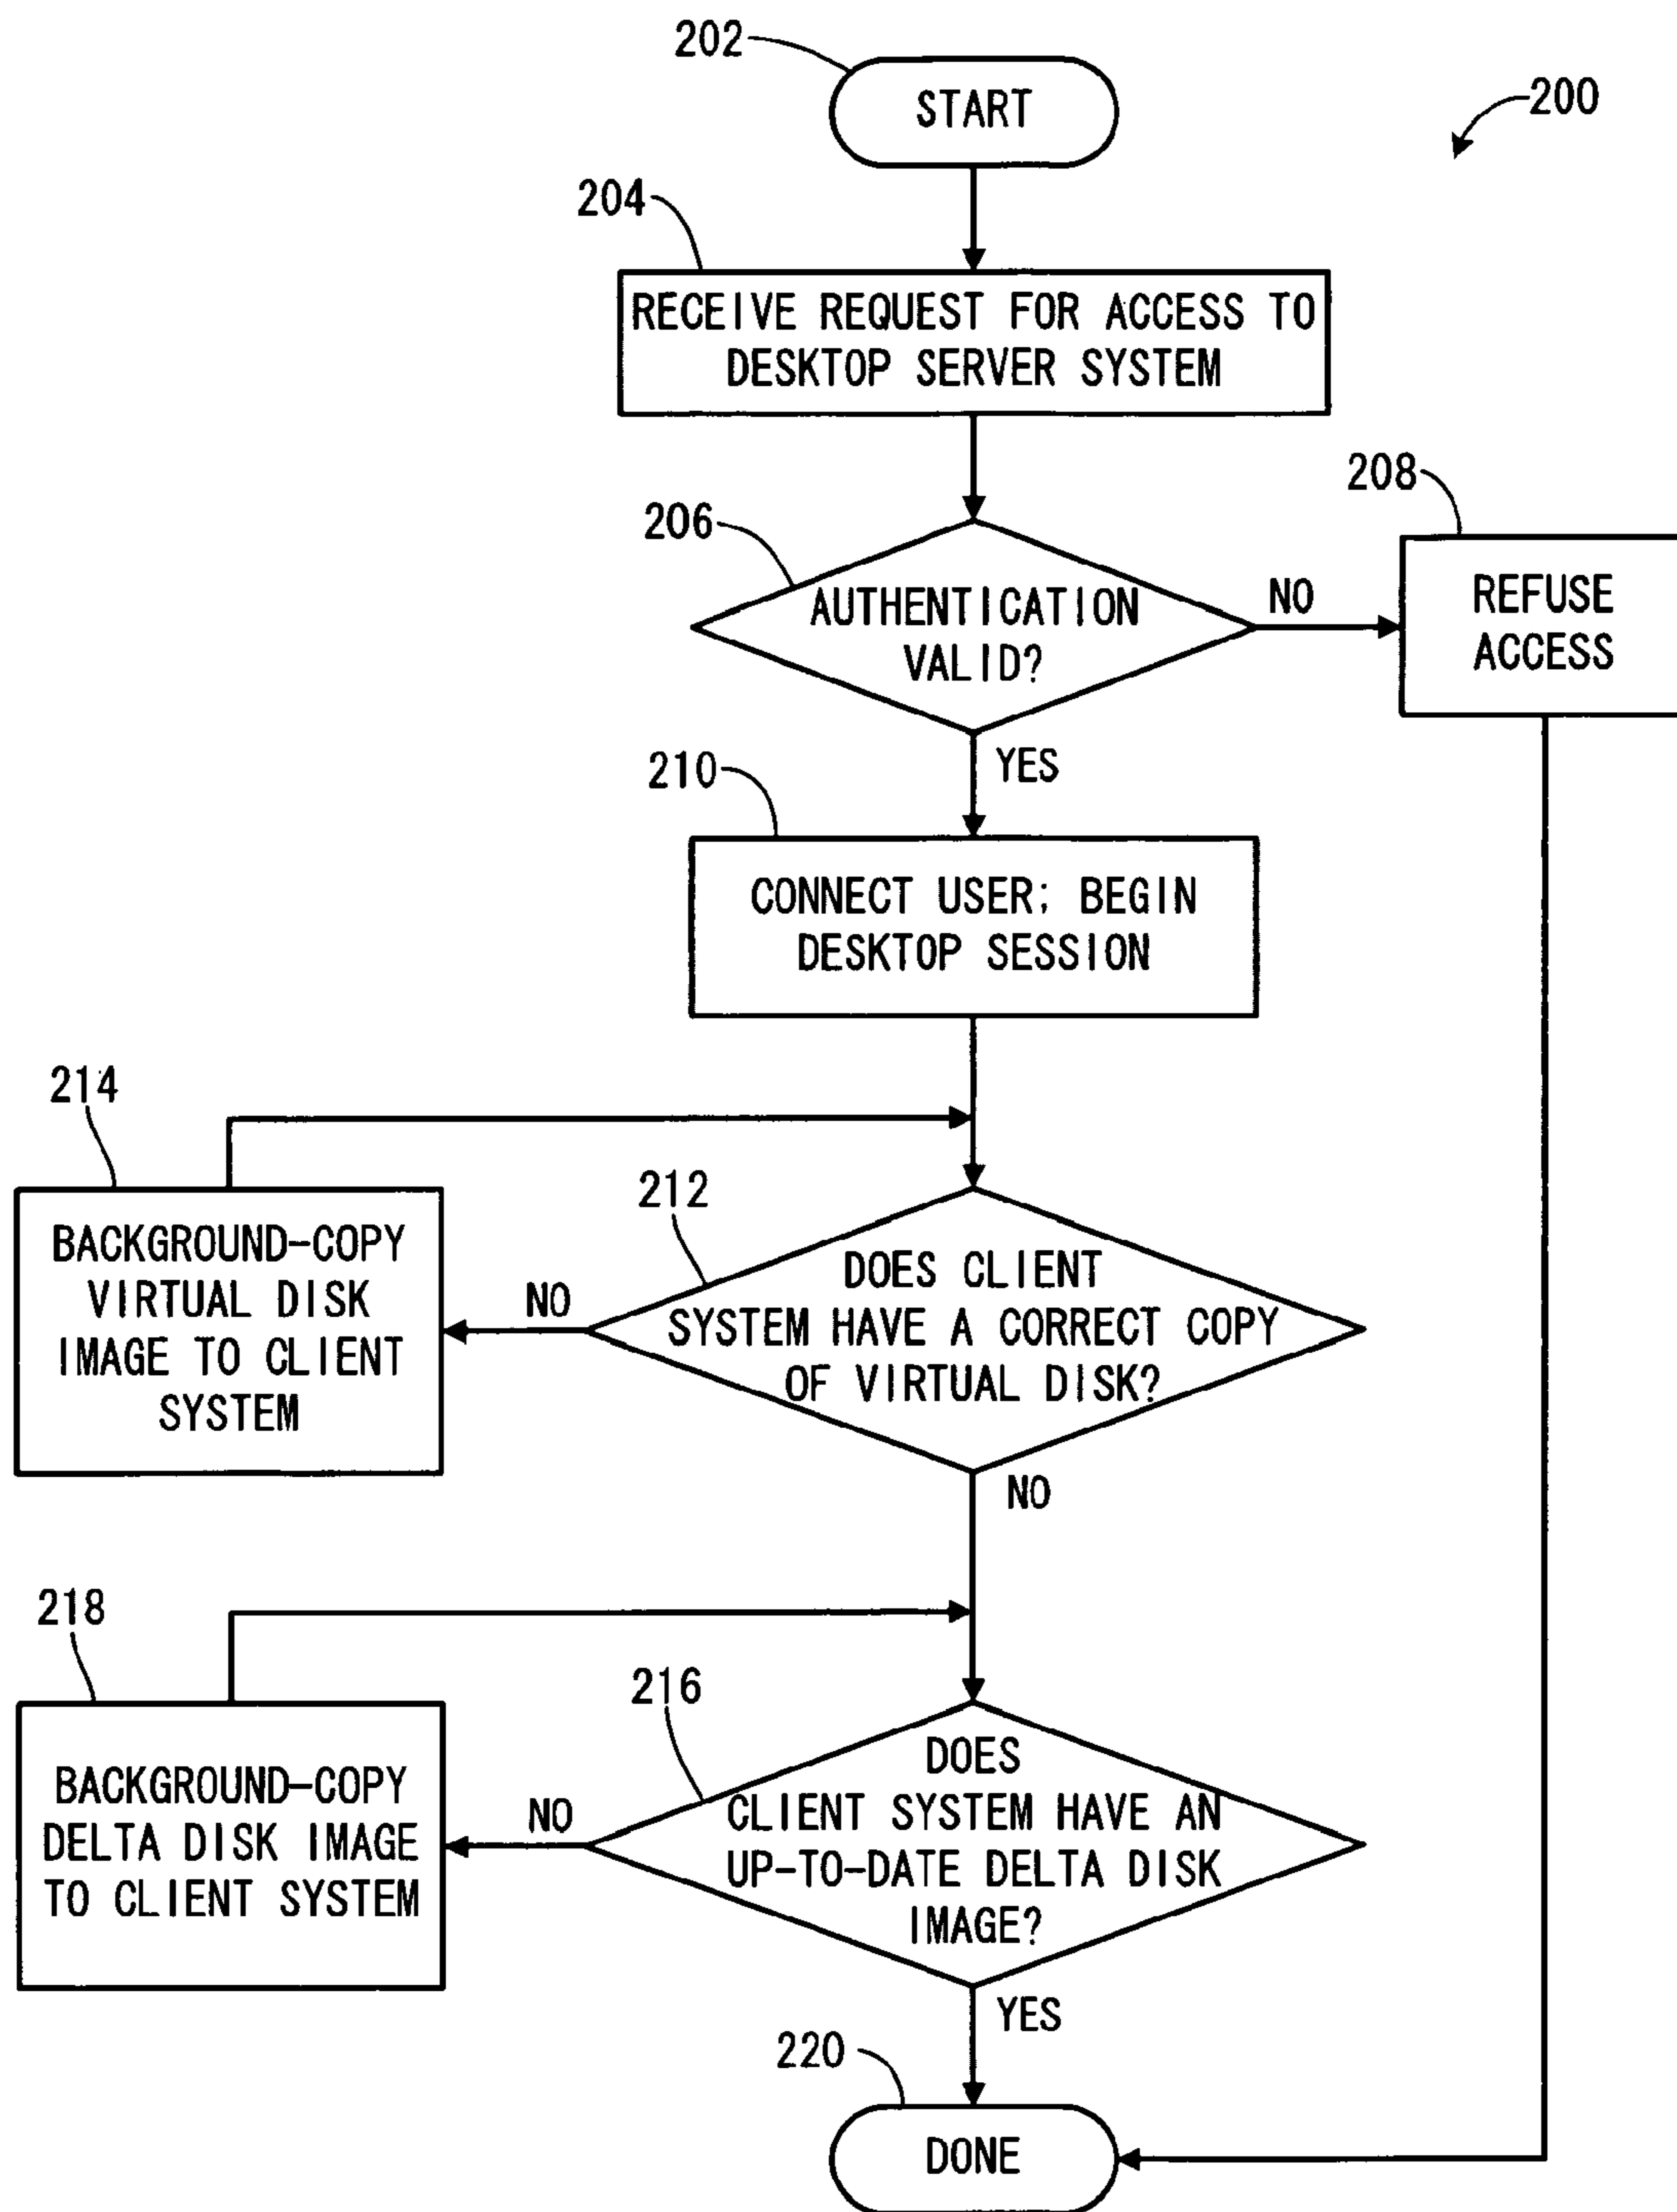 202
START
200
204
RECEIVE REQUEST FOR ACCESS TO
DESKTOP SERVER SYSTEM
206
AUTHENTICATION
VALID?
NO
208
REFUSE
ACCESS
YES
210
CONNECT USER; BEGIN
DESKTOP SESSION
214
BACKGROUND-COPY
VIRTUAL DISK
IMAGE TO CLIENT
SYSTEM
NO
212
DOES CLIENT
SYSTEM HAVE A CORRECT COPY
OF VIRTUAL DISK?
NO
218
BACKGROUND-COPY
DELTA DISK IMAGE
TO CLIENT SYSTEM
NO
216
DOES
CLIENT SYSTEM HAVE AN
UP-TO-DATE DELTA DISK
IMAGE?
YES
220
DONE